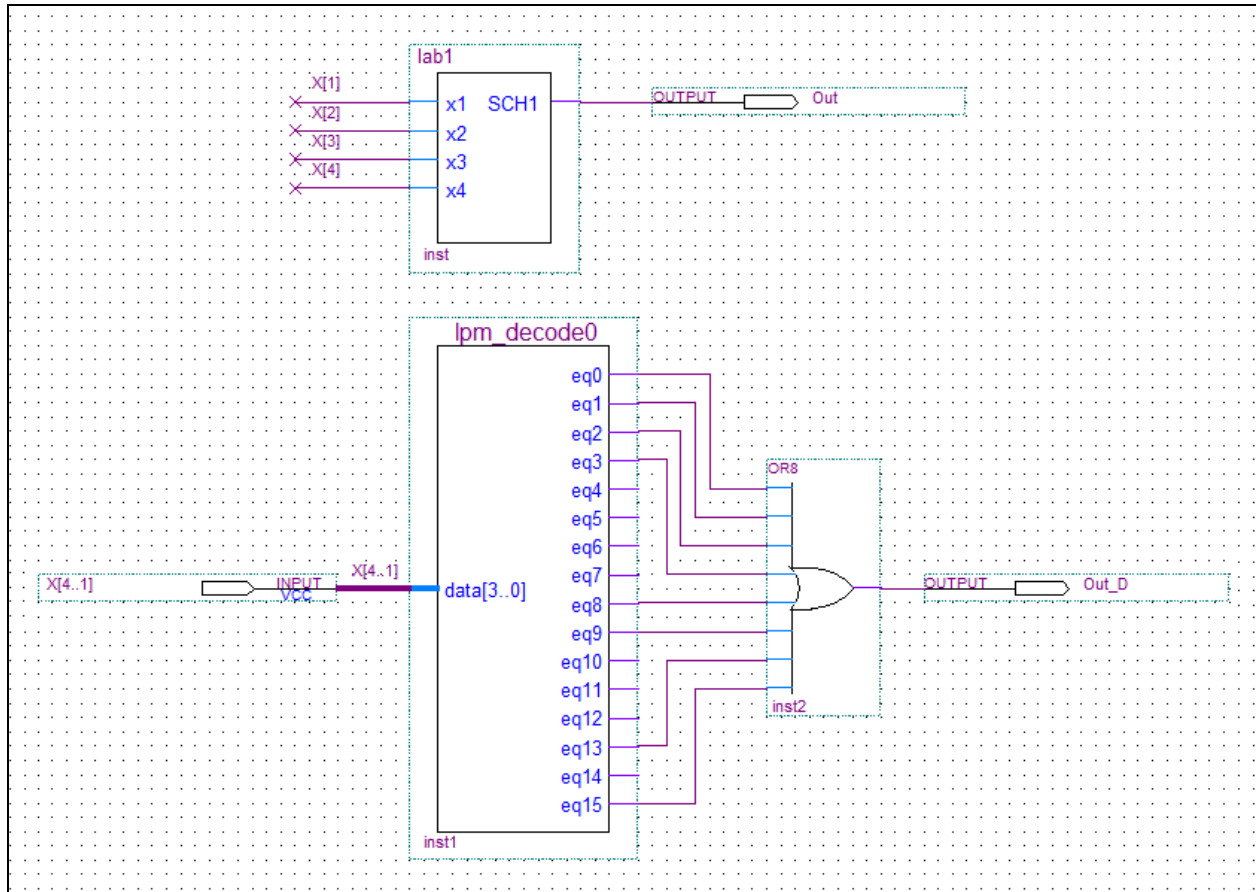 lab1
X[1]
X[2]
X[3]
X[4]
x1 SCH1
x2
x3
x4
inst
OUTPUT Out
lpm_decode0
eq0
eq1
eq2
eq3
eq4
eq5
eq6
eq7
eq8
eq9
eq10
eq11
eq12
eq13
eq14
eq15
X[4..1] INPUT
VCC
X[4..1]
data[3..0]
inst1
OR8
inst2
OUTPUT Out_D